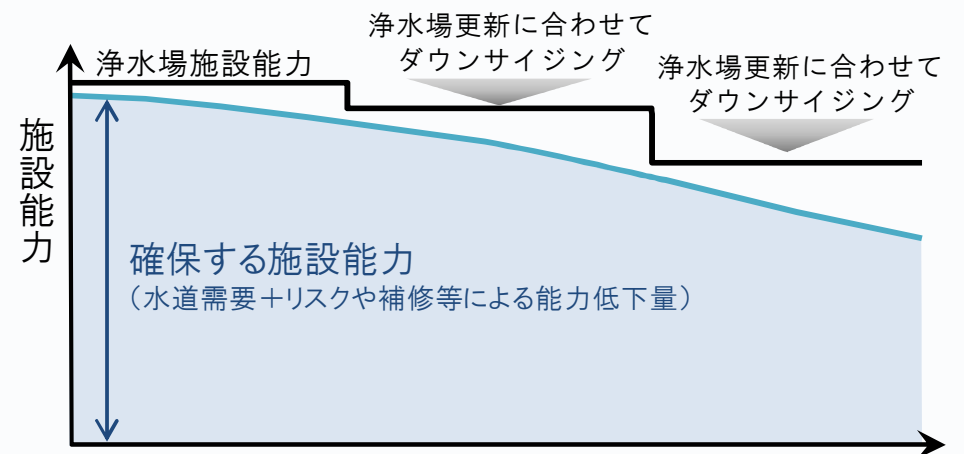 浄水場更新に合わせて
ダウンサイジング
浄水場施設能力
浄水場更新に合わせて
ダウンサイジング
施設能力
確保する施設能力
（水道需要＋リスクや補修等による能力低下量）